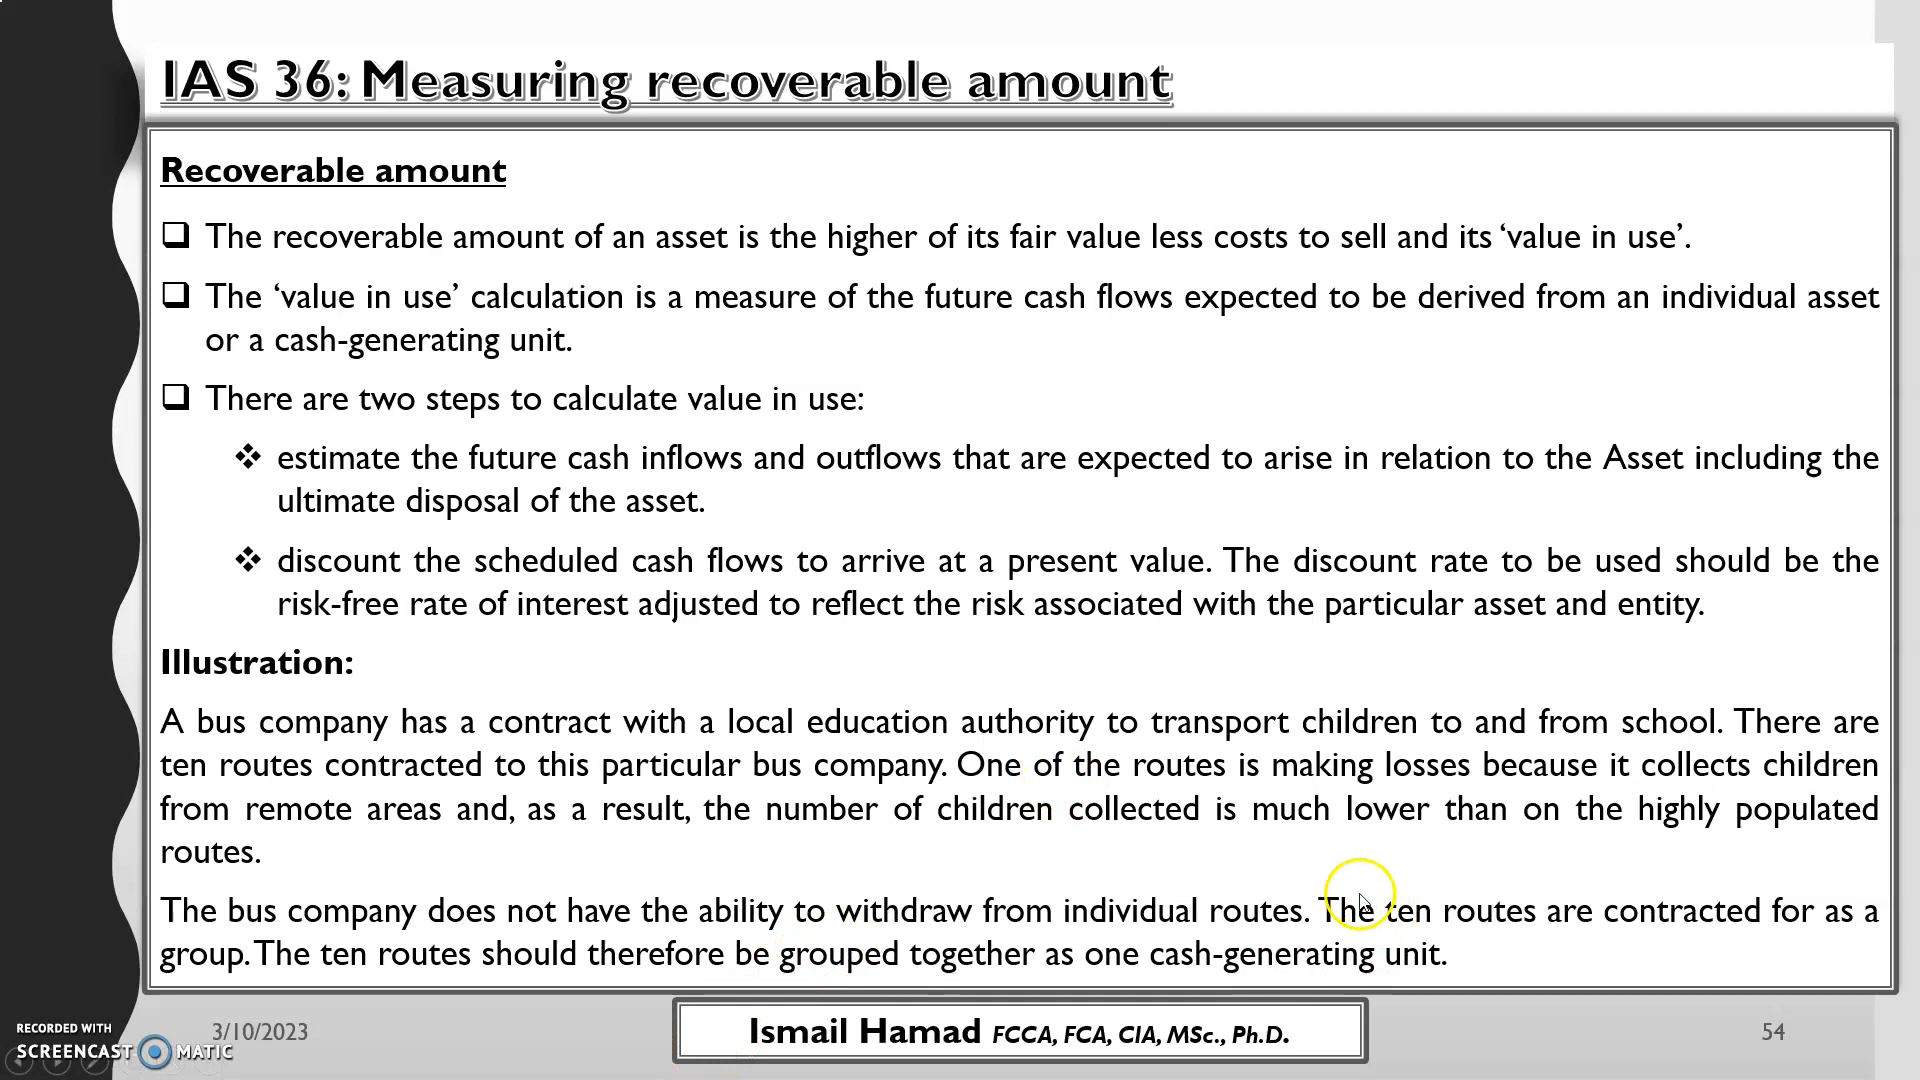 IAS 36: Measuring recoverable amount
Recoverable amount
The recoverable amount of an asset is the higher of its fair value less costs to sell and its ‘value in use’.
The ‘value in use’ calculation is a measure of the future cash flows expected to be derived from an individual asset
or a cash-generating unit.
There are two steps to calculate value in use:
estimate the future cash inflows and outflows that are expected to arise in relation to the Asset including the
ultimate disposal of the asset.
discount the scheduled cash flows to arrive at a present value. The discount rate to be used should be the
risk-free rate of interest adjusted to reflect the risk associated with the particular asset and entity.
Illustration:
A bus company has a contract with a local education authority to transport children to and from school. There are
ten routes contracted to this particular bus company. One of the routes is making losses because it collects children
from remote areas and, as a result, the number of children collected is much lower than on the highly populated
routes.
The bus company does not have the ability to withdraw from individual routes. The ten routes are contracted for as a
group. The ten routes should therefore be grouped together as one cash-generating unit.
3/10/2023
Ismail Hamad FCCA, FCA, CIA, MSc., Ph.D.
54
RECORDED WITH
SCREENCAST MATIC